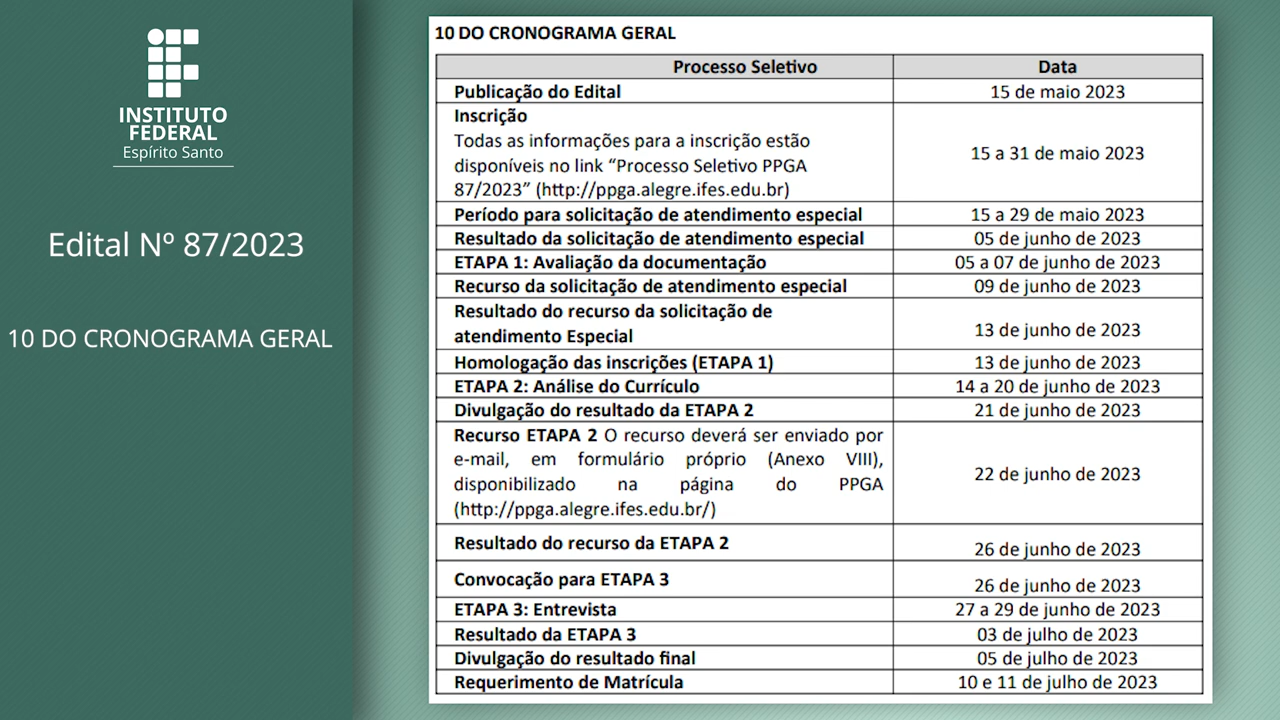 INSTITUTO
FEDERAL
Espírito Santo
Edital Nº 87/2023
10 DO CRONOGRAMA GERAL
10 DO CRONOGRAMA GERAL
Processo Seletivo Data
Publicação do Edital 15 de maio 2023
Inscrição
Todas as informações para a inscrição estão
disponíveis no link “Processo Seletivo PPGA
87/2023” (http://ppga.alegre.ifes.edu.br)
15 a 31 de maio 2023
Período para solicitação de atendimento especial 15 a 29 de maio 2023
Resultado da solicitação de atendimento especial 05 de junho de 2023
ETAPA 1: Avaliação da documentação 05 a 07 de junho de 2023
Recurso da solicitação de atendimento especial 09 de junho de 2023
Resultado do recurso da solicitação de
atendimento Especial
13 de junho de 2023
Homologação das inscrições (ETAPA 1) 13 de junho de 2023
ETAPA 2: Análise do Currículo 14 a 20 de junho de 2023
Divulgação do resultado da ETAPA 2 21 de junho de 2023
Recurso ETAPA 2 O recurso deverá ser enviado por
e-mail, em formulário próprio (Anexo VIII),
disponibilizado na página do PPGA
(http://ppga.alegre.ifes.edu.br/)
22 de junho de 2023
Resultado do recurso da ETAPA 2 26 de junho de 2023
Convocação para ETAPA 3 26 de junho de 2023
ETAPA 3: Entrevista 27 a 29 de junho de 2023
Resultado da ETAPA 3 03 de julho de 2023
Divulgação do resultado final 05 de julho de 2023
Requerimento de Matrícula 10 e 11 de julho de 2023